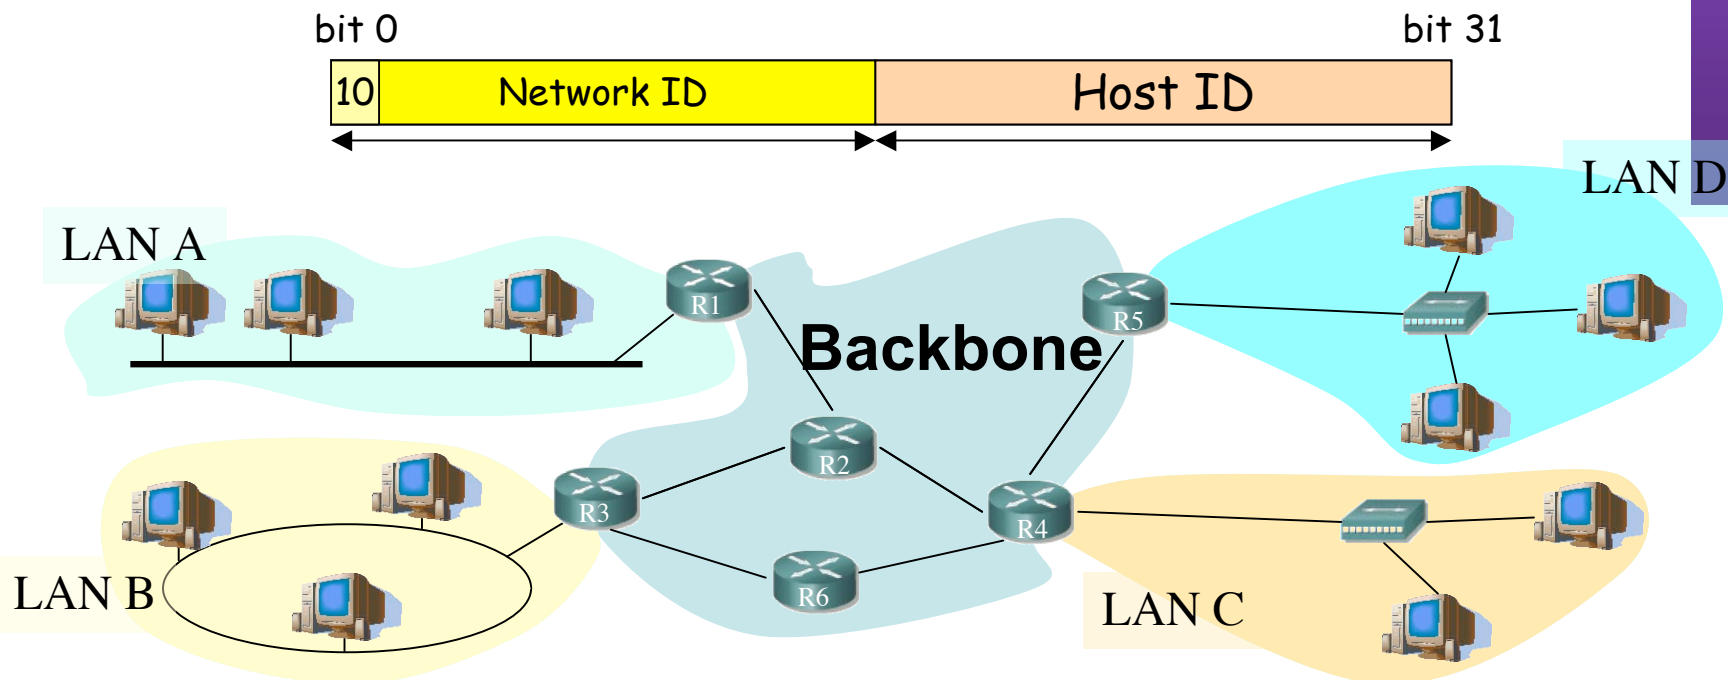 bit 0
bit 31
10
Network ID
Host ID
LAN D
LAN A
R1
R5
Backbone
R2
R3
R4
R6
LAN B
LAN C